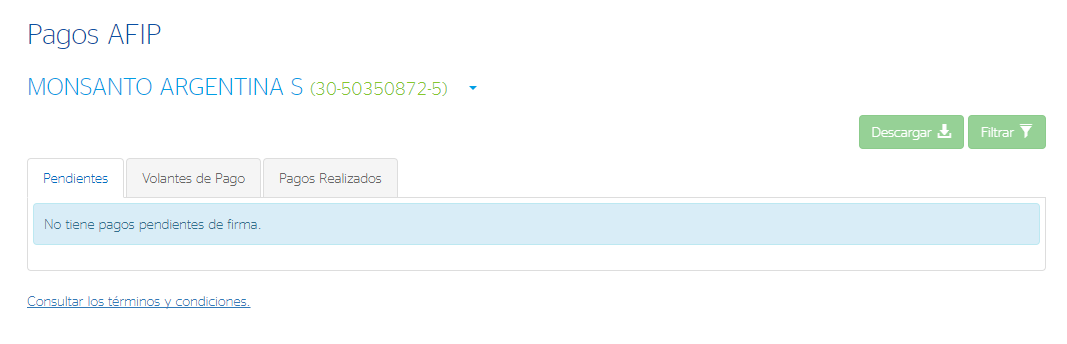 Pagos AFIP
MONSANTO ARGENTINA S (30-50350872-5)
Descargar Filtrar
Pendientes Volantes de Pago Pagos Realizados
No tiene pagos pendientes de firma.
Consultar los términos y condiciones.